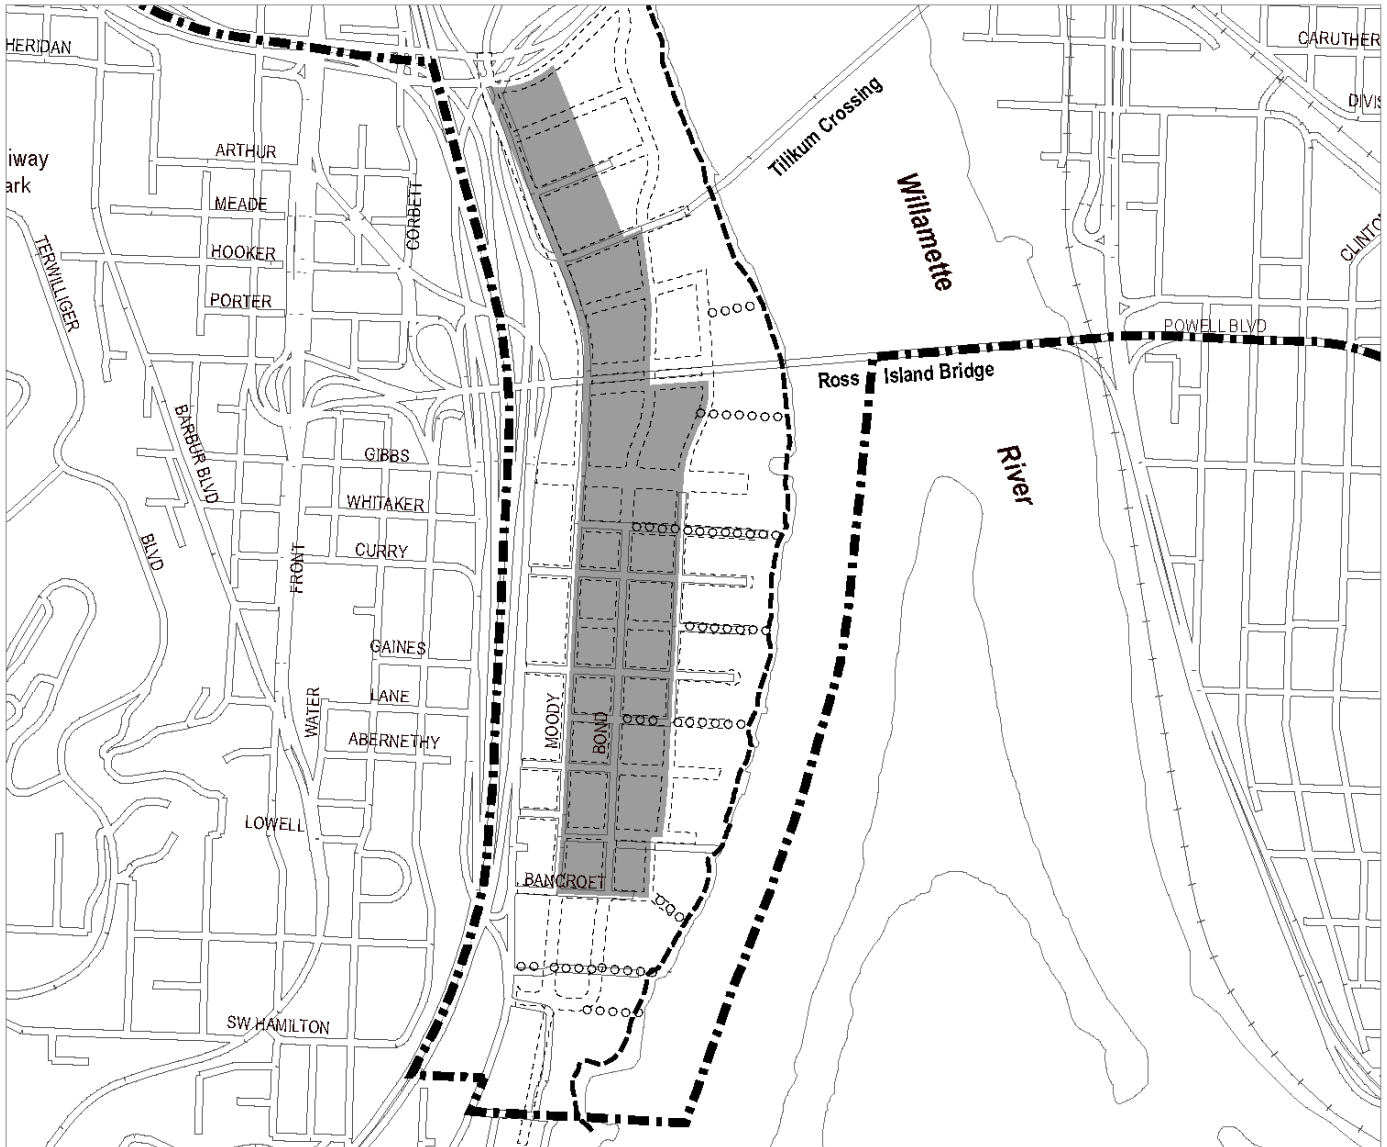 HERIDAN
CARUTHER
DIVIS
Tilikum Crossing
iway
ark
ARTHUR
MEADE
CORBETT
HOOKER
PORTER
TERWILLIGER
Willamette
CLINTO
POWELL BLVD
Ross Island Bridge
BARBUR BLVD
GIBBS
River
WHITAKER
CURRY
BLVD
FRONT
GAINES
LANE
WATER
MOODY
BOND
ABERNETHY
LOWELL
BANCROFT
SW HAMILTON